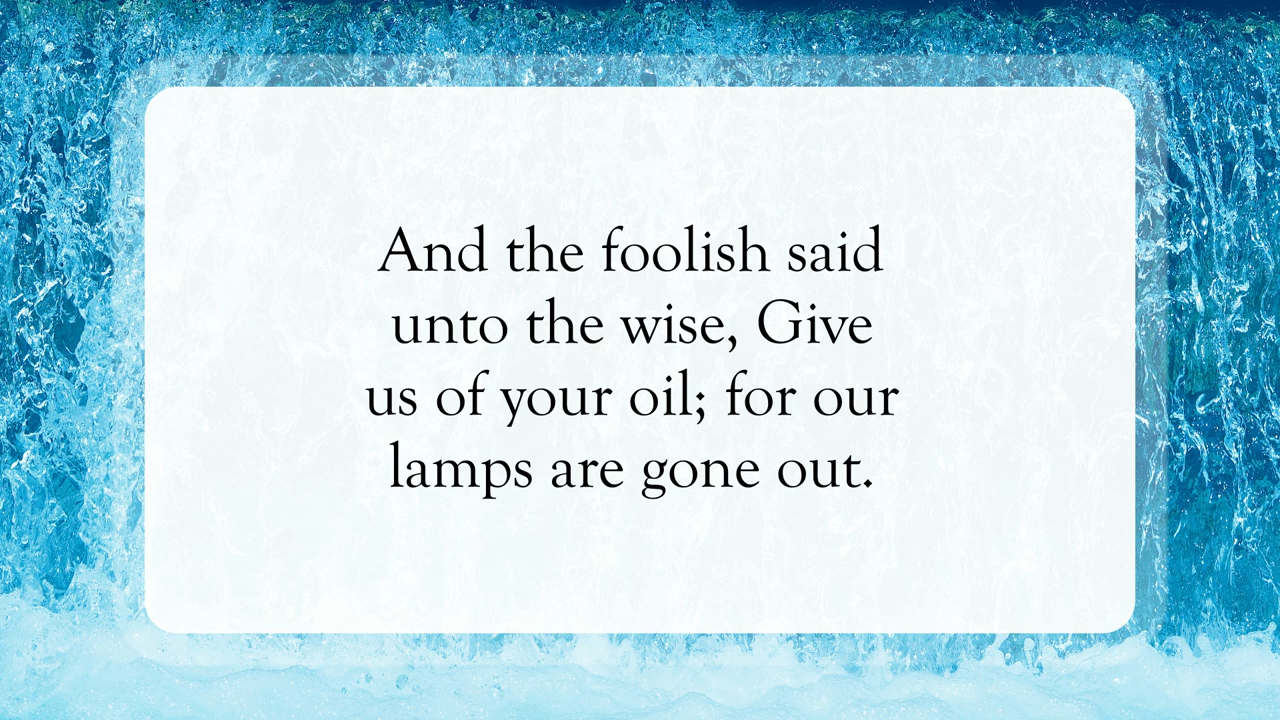 And the foolish said
unto the wise, Give
us of your oil; for our
lamps are gone out.